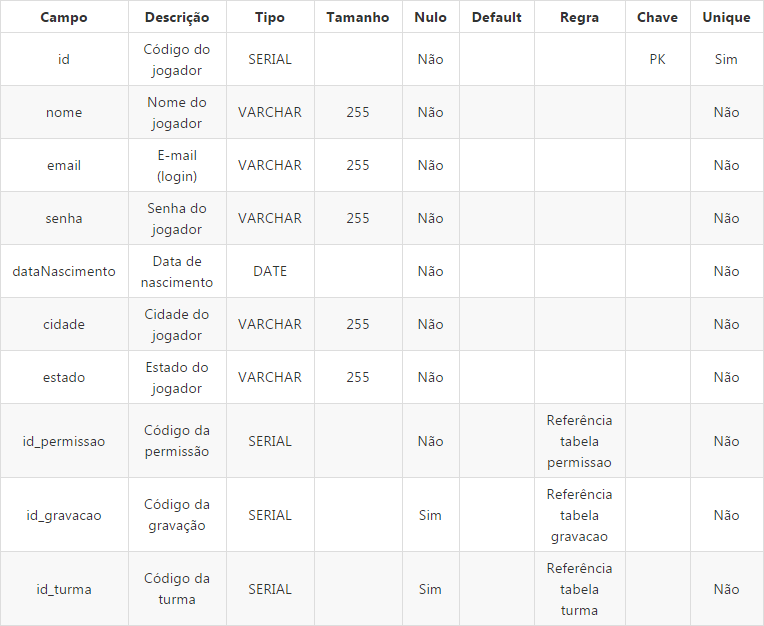 Campo Descrição Tipo Tamanho Nulo Default Regra Chave Unique
id Código do jogador SERIAL Não PK Sim
nome Nome do jogador VARCHAR 255 Não Não
email E-mail (login) VARCHAR 255 Não Não
senha Senha do jogador VARCHAR 255 Não Não
dataNascimento Data de nascimento DATE Não Não
cidade Cidade do jogador VARCHAR 255 Não Não
estado Estado do jogador VARCHAR 255 Não Não
id_permissao Código da permissão SERIAL Não Referência tabela permissao Não
id_gravacao Código da gravação SERIAL Sim Referência tabela gravacao Não
id_turma Código da turma SERIAL Sim Referência tabela turma Não